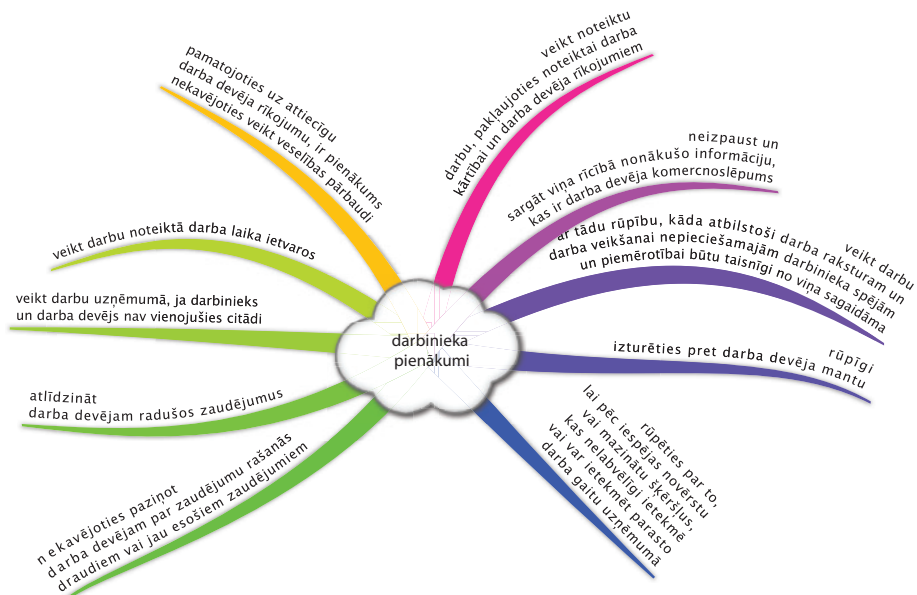 darbinieka
pienākumi
veikt noteiktu
darbu, pakļaujoties noteiktai darba
kārtībai un darba devēja rīkojumiem
neizpaust un
sargāt viņa rīcībā nonākušo informāciju,
kas ir darba devēja komercnoslēpums
veikt darbu
ar tādu rūpību, kāda atbilstoši darba raksturam un
darba veikšanai nepieciešamajām darbinieka spējām
un piemērotībai būtu taisnīgi no viņa sagaidāma
rūpīgi
izturēties pret darba devēja mantu
rūpēties par to,
lai pēc iespējas novērstu
vai mazinātu šķēršļus,
kas nelabvēlīgi ietekmē
vai var ietekmēt parasto
darba gaitu uzņēmumā
nekavējoties paziņot
darba devējam par zaudējumu rašanās
draudiem vai jau esošiem zaudējumiem
atlīdzināt
darba devējam radušos zaudējumus
veikt darbu uzņēmumā, ja darbinieks
un darba devējs nav vienojušies citādi
veikt darbu noteiktā darba laika ietvaros
pamatojoties uz attiecīgu
darba devēja rīkojumu, ir pienākums
nekavējoties veikt veselības pārbaudi